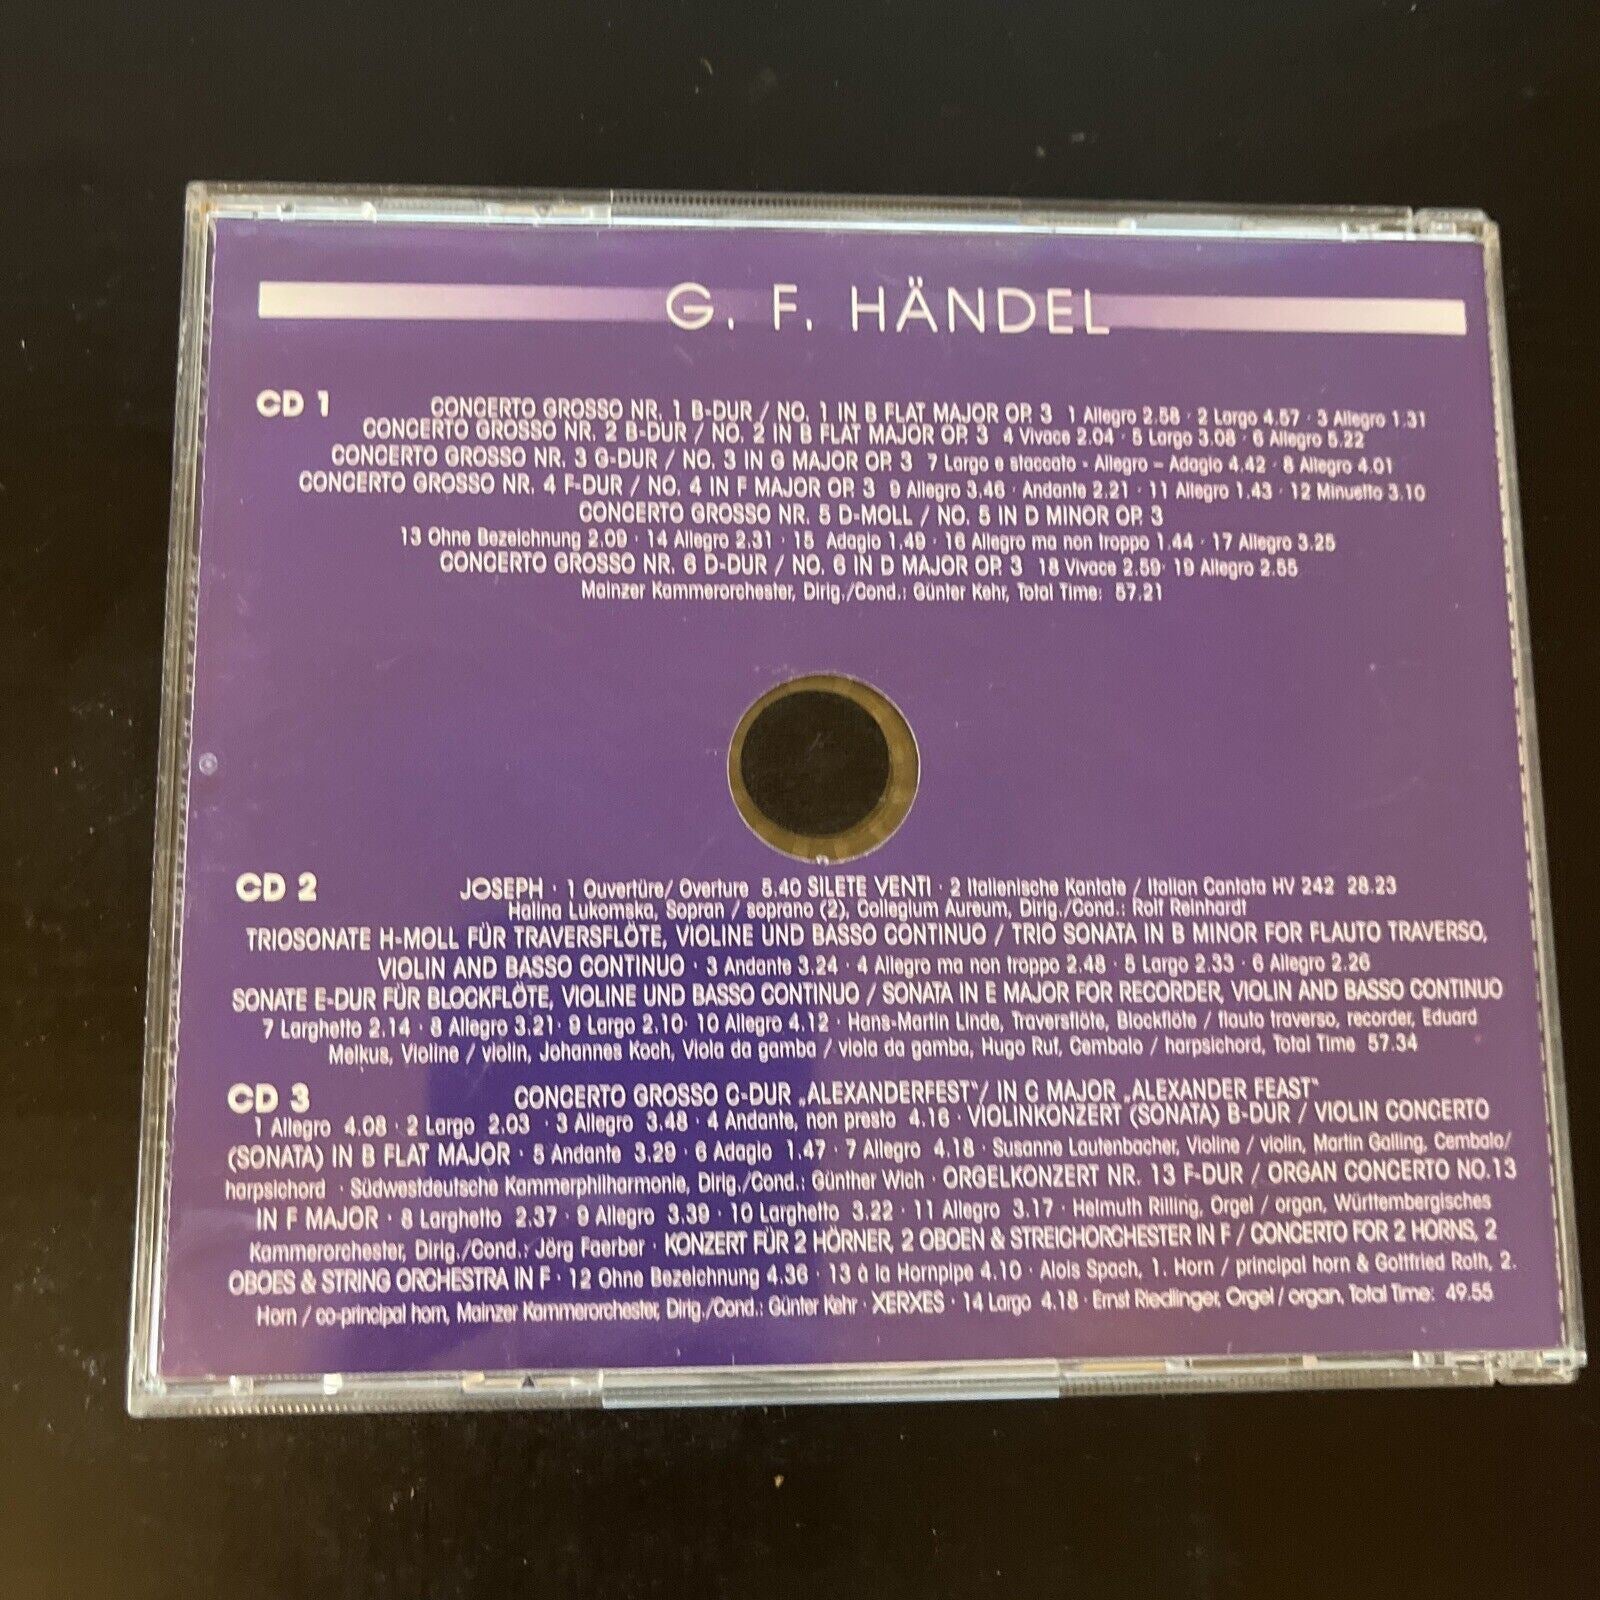 G. F. HÄNDEL
CD 1 CONCERTO GROSSO NR. 1 B-DUR / NO. 1 IN B FLAT MAJOR OP. 3 1 Allegro 2.58 · 2 Largo 4.57 · 3 Allegro 1.31
CONCERTO GROSSO NR. 2 B-DUR / NO. 2 IN B FLAT MAJOR OP. 3 4 Vivace 2.04 · 5 Largo 3.08 · 6 Allegro 5.22
CONCERTO GROSSO NR. 3 G-DUR / NO. 3 IN G MAJOR OP. 3 7 Largo e staccato - Allegro – Adagio 4.42 · 8 Allegro 4.01
CONCERTO GROSSO NR. 4 F-DUR / NO. 4 IN F MAJOR OP. 3 9 Allegro 3.46 · Andante 2.21 · 11 Allegro 1.43 · 12 Minuetto 3.10
CONCERTO GROSSO NR. 5 D-MOLL / NO. 5 IN D MINOR OP. 3
13 Ohne Bezeichnung 2.09 · 14 Allegro 2.31 · 15 Adagio 1.49 · 16 Allegro ma non troppo 1.44 · 17 Allegro 3.25
CONCERTO GROSSO NR. 6 D-DUR / NO. 6 IN D MAJOR OP. 3 18 Vivace 2.59 · 19 Allegro 2.55
Mainzer Kammerorchester, Dirig./Cond.: Günter Kehr, Total Time: 57.21
CD 2 JOSEPH · 1 Ouvertüre/ Overture 5.40 SILETE VENTI · 2 Italienische Kantate / Italian Cantata HV 242 28.23
Halina Lukomska, Sopran / soprano (2), Collegium Aureum, Dirig./Cond.: Rolf Reinhardt
TRIOSONATE H-MOLL FÜR TRAVERSFLÖTE, VIOLINE UND BASSO CONTINUO / TRIO SONATA IN B MINOR FOR FLAUTO TRAVERSO,
VIOLIN AND BASSO CONTINUO · 3 Andante 3.24 · 4 Allegro ma non troppo 2.48 · 5 Largo 2.33 · 6 Allegro 2.26
SONATE E-DUR FÜR BLOCKFLÖTE, VIOLINE UND BASSO CONTINUO / SONATA IN E MAJOR FOR RECORDER, VIOLIN AND BASSO CONTINUO
7 Larghetto 2.14 · 8 Allegro 3.21 · 9 Largo 2.10 · 10 Allegro 4.12 · Hans-Martin Linde, Traversflöte, Blockflöte / flauto traverso, recorder, Eduard
Melkus, Violine / violin, Johannes Koch, Viola da gamba / viola da gamba, Hugo Ruf, Cembalo / harpsichord, Total Time 57.34
CD 3 CONCERTO GROSSO C-DUR „ALEXANDERFEST"/ IN C MAJOR „ALEXANDER FEAST"
1 Allegro 4.08 · 2 Largo 2.03 · 3 Allegro 3.48 · 4 Andante, non presto 4.16 · VIOLINKONZERT (SONATA) B-DUR / VIOLIN CONCERTO
(SONATA) IN B FLAT MAJOR · 5 Andante 3.29 · 6 Adagio 1.47 · 7 Allegro 4.18 · Susanne Lautenbacher, Violine / violin, Martin Galling, Cembalo/
harpsichord · Südwestdeutsche Kammerphilharmonie, Dirig./Cond.: Günther Wich · ORGELKONZERT NR. 13 F-DUR / ORGAN CONCERTO NO.13
IN F MAJOR · 8 Larghetto 2.37 · 9 Allegro 3.39 · 10 Larghetto 3.22 · 11 Allegro 3.17 · Helmuth Rilling, Orgel / organ, Württembergisches
Kammerorchester, Dirig./Cond.: Jörg Faerber · KONZERT FÜR 2 HÖRNER, 2 OBOEN & STREICHORCHESTER IN F / CONCERTO FOR 2 HORNS, 2
OBOES & STRING ORCHESTRA IN F · 12 Ohne Bezeichnung 4.36 · 13 à la Hornpipe 4.10 · Alois Spach, 1. Horn / principal horn & Gottfried Roth, 2.
Horn / co-principal horn, Mainzer Kammerorchester, Dirig./Cond.: Günter Kehr · XERXES · 14 Largo 4.18 · Ernst Riedlinger, Orgel / organ, Total Time: 49.55